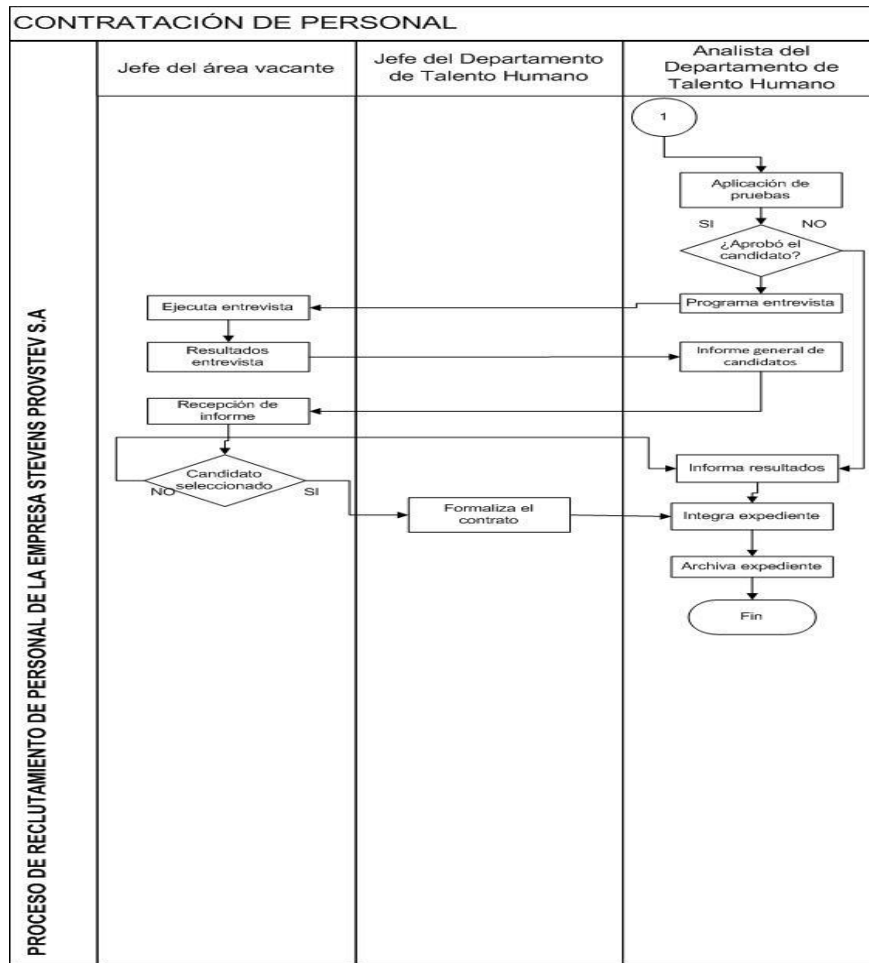 CONTRATACIÓN DE PERSONAL
PROCESO DE RECLUTAMIENTO DE PERSONAL DE LA EMPRESA STEVENS PROVSTEV S.A
Jefe del área vacante
Jefe del Departamento
de Talento Humano
Analista del
Departamento de
Talento Humano
1
Aplicación de
pruebas
SI
NO
¿Aprobó el
candidato?
Programa entrevista
Ejecuta entrevista
Resultados
entrevista
Informe general de
candidatos
Recepción de
informe
Candidato
seleccionado
NO
SI
Informa resultados
Formaliza el
contrato
Integra expediente
Archiva expediente
Fin